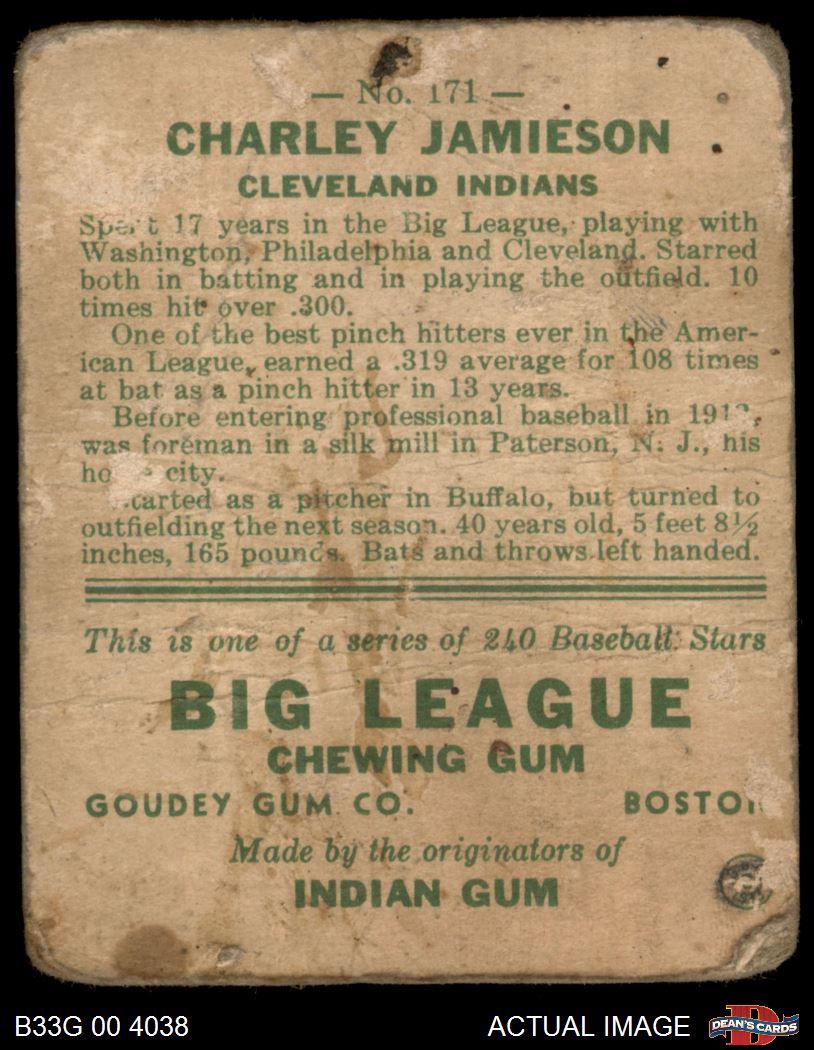 — No. 171 —
CHARLEY JAMIESON
CLEVELAND INDIANS
Spent 17 years in the Big League, playing with
Washington, Philadelphia and Cleveland. Starred
both in batting and in playing the outfield. 10
times hit over .300.
One of the best pinch hitters ever in the Amer-
ican League, earned a .319 average for 108 times
at bat as a pinch hitter in 13 years.
Before entering professional baseball in
was foreman in a silk mill in Paterson, N. J., his
home city.
Started as a pitcher in Buffalo, but turned to
outfielding the next season. 40 years old, 5 feet 8½
inches, 165 pounds. Bats and throws left handed.
This is one of a series of 240 Baseball Stars
BIG LEAGUE
CHEWING GUM
GOUDEY GUM CO. BOSTON
Made by the originators of
INDIAN GUM
B33G 00 4038 ACTUAL IMAGE DEAN'S CARDS